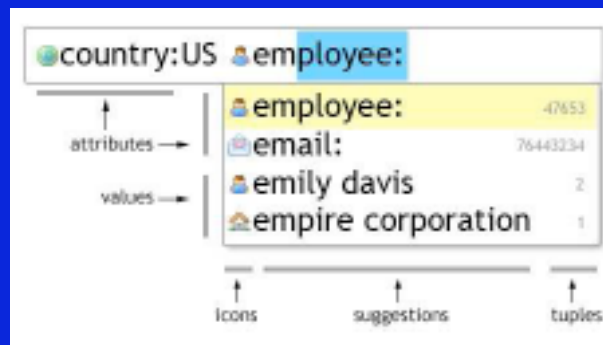 country:US employee:
employee: 47653
attributes
email: 76443234
emily davis 2
values
empire corporation 1
icons suggestions tuples